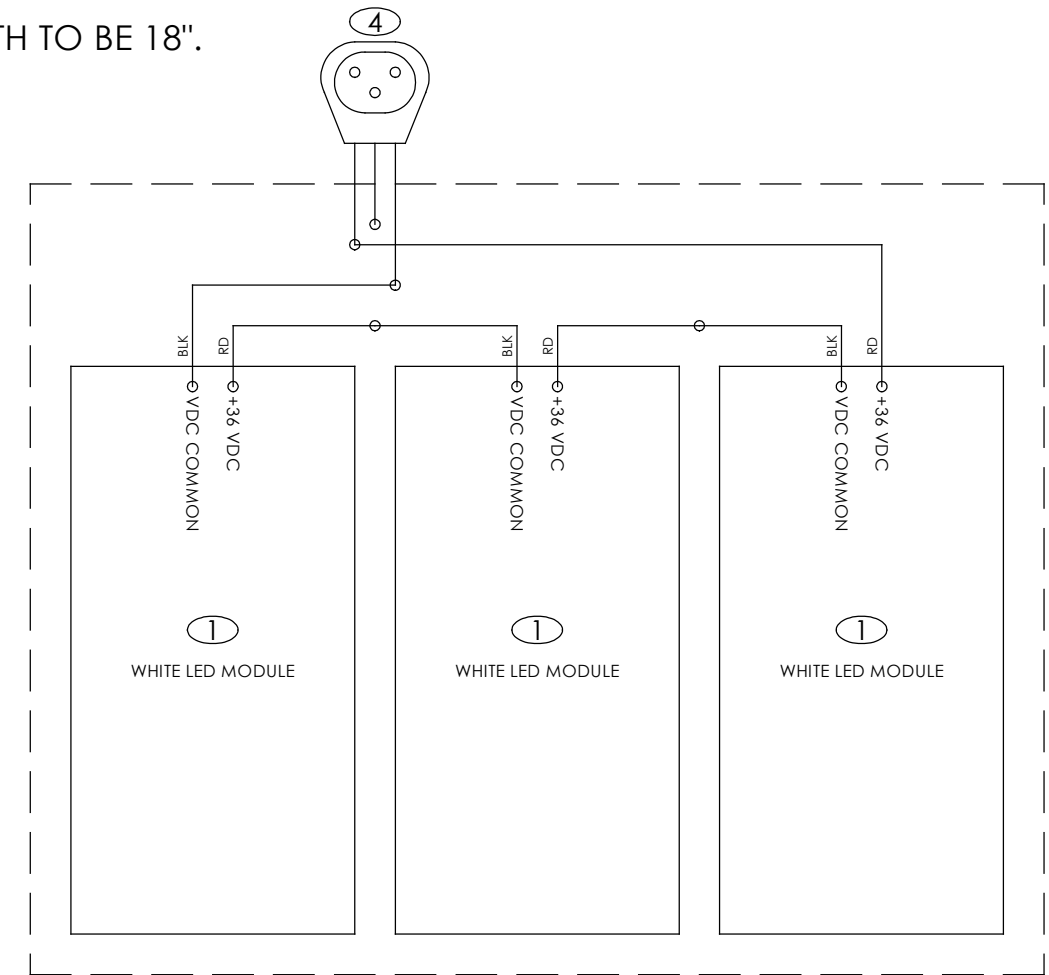 TH TO BE 18".
4
BLK
RD
BLK
RD
BLK
RD
VDC COMMON
+36 VDC
VDC COMMON
+36 VDC
VDC COMMON
+36 VDC
1
1
1
WHITE LED MODULE
WHITE LED MODULE
WHITE LED MODULE